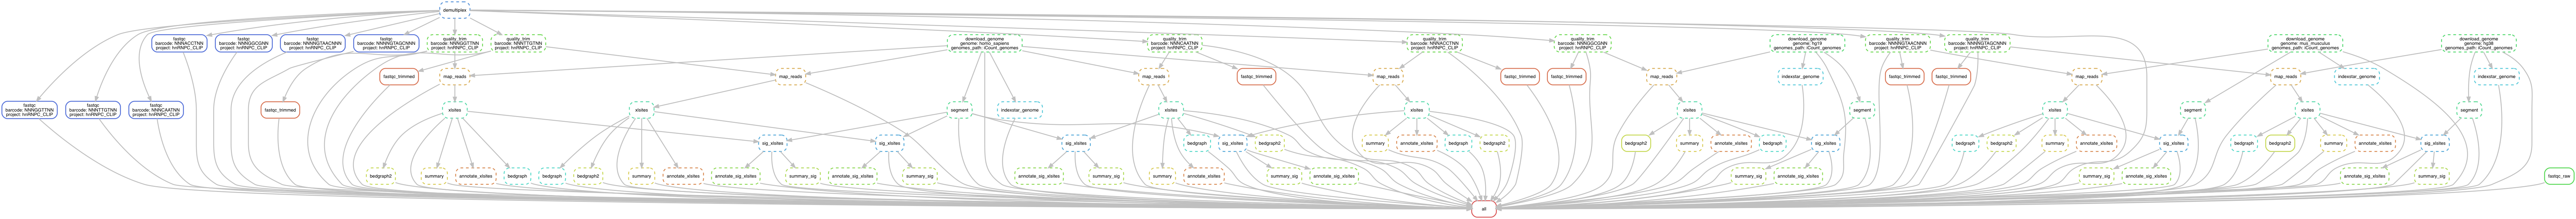 demultiplex
fastqc
barcode: NNNACCTNN
project: hnRNPC_CLIP
fastqc
barcode: NNNGGCGNN
project: hnRNPC_CLIP
fastqc
barcode: NNNNGTAACNNN
project: hnRNPC_CLIP
fastqc
barcode: NNNNGTAGCNNN
project: hnRNPC_CLIP
quality_trim
barcode: NNNGGTTNN
project: hnRNPC_CLIP
quality_trim
barcode: NNNTTGTNN
project: hnRNPC_CLIP
download_genome
genome: homo_sapiens
genomes_path: iCount_genomes
quality_trim
barcode: NNNCAATNN
project: hnRNPC_CLIP
quality_trim
barcode: NNNACCTNN
project: hnRNPC_CLIP
quality_trim
barcode: NNNGGCGNN
project: hnRNPC_CLIP
download_genome
genome: hg19
genomes_path: iCount_genomes
quality_trim
barcode: NNNNGTAACNNN
project: hnRNPC_CLIP
quality_trim
barcode: NNNNGTAGCNNN
project: hnRNPC_CLIP
download_genome
genome: mus_musculus
genomes_path: iCount_genomes
download_genome
genome: hg38
genomes_path: iCount_genomes
fastqc_trimmed
map_reads
map_reads
map_reads
fastqc_trimmed
map_reads
fastqc_trimmed
fastqc_trimmed
map_reads
indexstar_genome
fastqc_trimmed
fastqc_trimmed
map_reads
map_reads
indexstar_genome
indexstar_genome
fastqc
barcode: NNNGGTTNN
project: hnRNPC_CLIP
fastqc
barcode: NNNTTGTNN
project: hnRNPC_CLIP
fastqc
barcode: NNNCAATNN
project: hnRNPC_CLIP
fastqc_trimmed
xlsites
xlsites
segment
indexstar_genome
xlsites
xlsites
xlsites
segment
xlsites
segment
xlsites
segment
sig_xlsites
sig_xlsites
sig_xlsites
bedgraph
sig_xlsites
bedgraph2
summary
annotate_xlsites
bedgraph
bedgraph2
bedgraph2
summary
annotate_xlsites
bedgraph
sig_xlsites
bedgraph
bedgraph2
summary
annotate_xlsites
sig_xlsites
bedgraph
bedgraph2
summary
annotate_xlsites
sig_xlsites
bedgraph2
summary
annotate_xlsites
bedgraph
bedgraph
bedgraph2
summary
annotate_xlsites
annotate_sig_xlsites
summary_sig
annotate_sig_xlsites
summary_sig
annotate_sig_xlsites
summary_sig
summary
annotate_xlsites
summary_sig
annotate_sig_xlsites
summary_sig
annotate_sig_xlsites
summary_sig
annotate_sig_xlsites
annotate_sig_xlsites
summary_sig
fastqc_raw
all